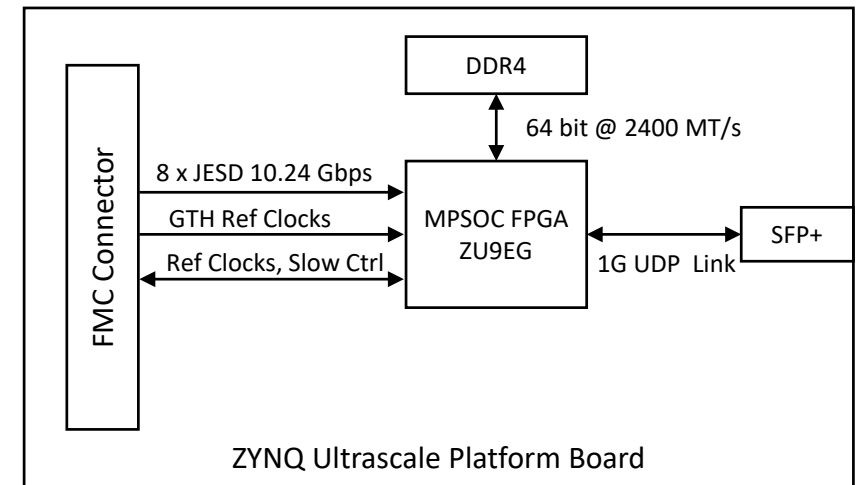 DDR4
64 bit @ 2400 MT/s
FMC Connector
8 x JESD 10.24 Gbps
GTH Ref Clocks
Ref Clocks, Slow Ctrl
MPSOC FPGA
ZU9EG
1G UDP Link
SFP+
ZYNQ Ultrascale Platform Board